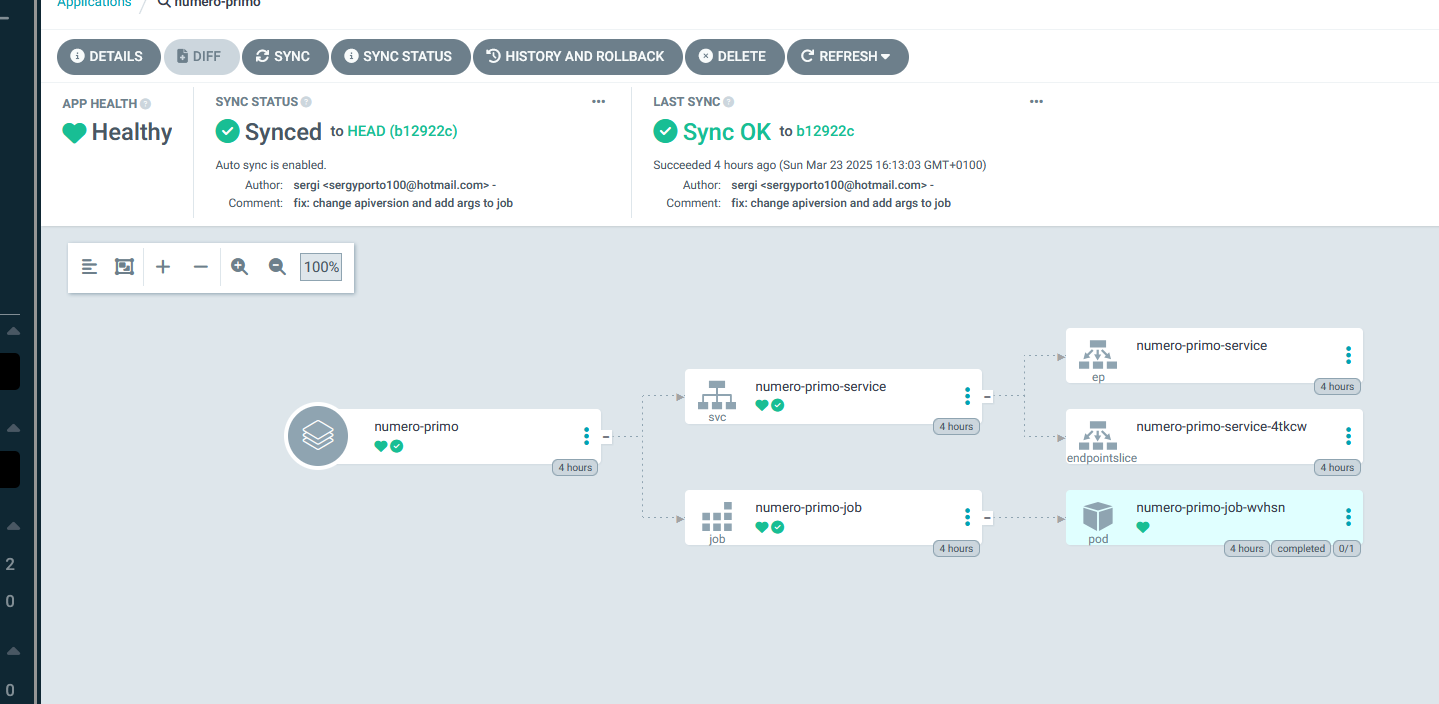 Applications / numero-primo
DETAILS DIFF SYNC SYNC STATUS HISTORY AND ROLLBACK DELETE REFRESH
APP HEALTH
Healthy
SYNC STATUS
Synced to HEAD (b12922c)
Auto sync is enabled.
Author: sergi <sergyporto100@hotmail.com> -
Comment: fix: change apiversion and add args to job
LAST SYNC
Sync OK to b12922c
Succeeded 4 hours ago (Sun Mar 23 2025 16:13:03 GMT+0100)
Author: sergi <sergyporto100@hotmail.com> -
Comment: fix: change apiversion and add args to job
100%
numero-primo
4 hours
numero-primo-service
svc
4 hours
numero-primo-job
job
4 hours
numero-primo-service
ep
4 hours
numero-primo-service-4tkcw
endpointslice
4 hours
numero-primo-job-wvhsn
pod
4 hours completed 0/1
2
0
0